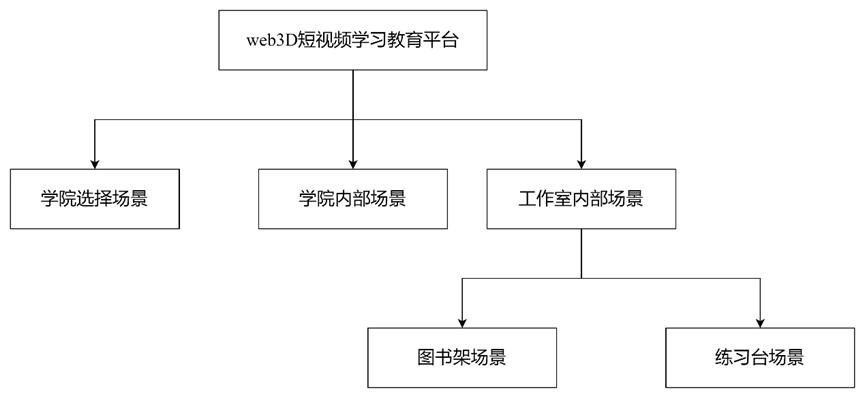 web3D短视频学习教育平台
学院选择场景
学院内部场景
工作室内部场景
图书架场景
练习台场景